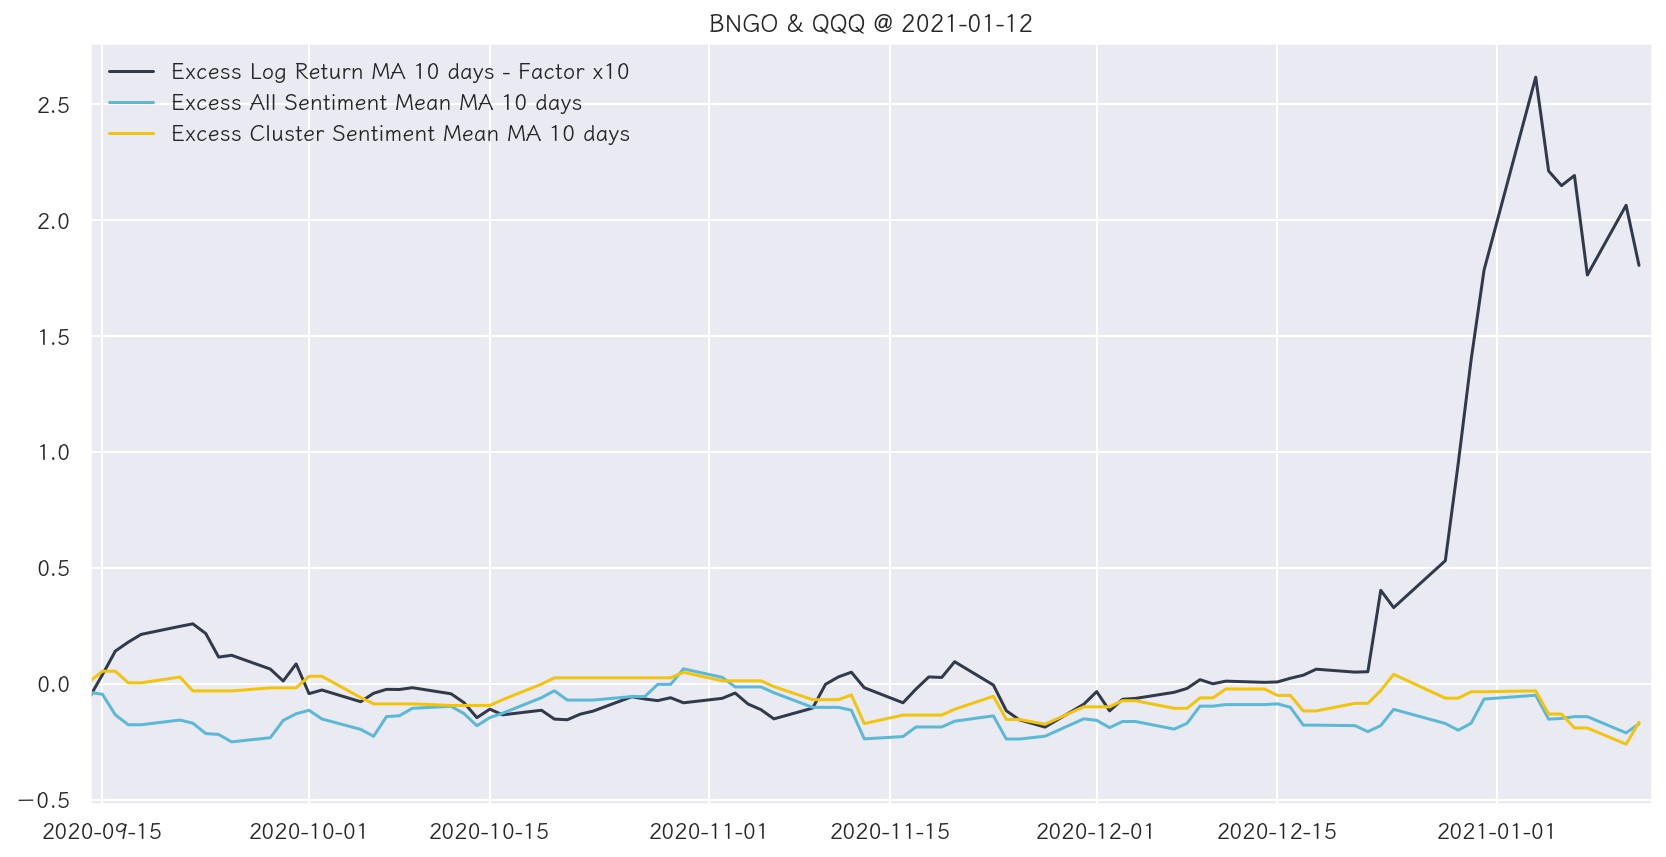 BNGO & QQQ @ 2021-01-12
Excess Log Return MA 10 days - Factor x10
Excess All Sentiment Mean MA 10 days
Excess Cluster Sentiment Mean MA 10 days
2.5
2.0
1.5
1.0
0.5
0.0
−0.5
2020-09-15 2020-10-01 2020-10-15 2020-11-01 2020-11-15 2020-12-01 2020-12-15 2021-01-01